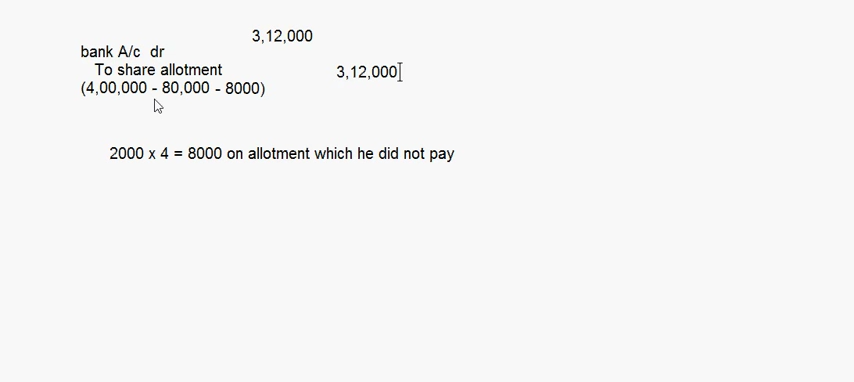 3,12,000
bank A/c dr
To share allotment
3,12,000
(4,00,000 - 80,000 - 8000)
2000 x 4 = 8000 on allotment which he did not pay